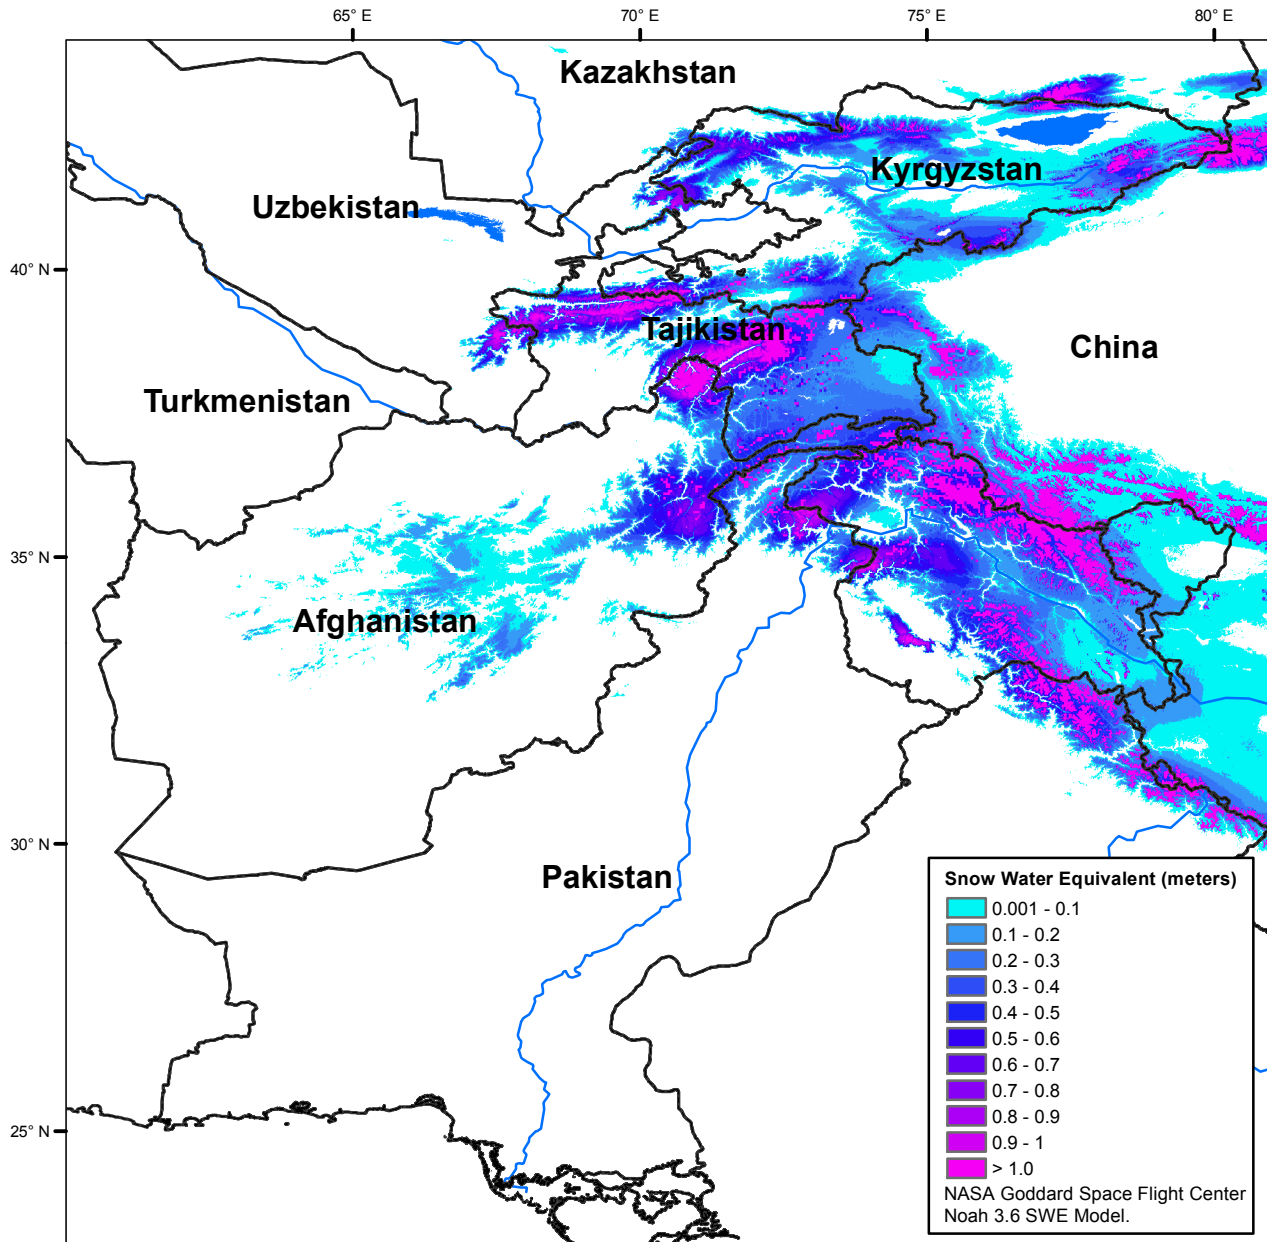 65° E
70° E
75° E
80° E
Kazakhstan
Kyrgyzstan
Uzbekistan
40° N
Tajikistan
China
Turkmenistan
35° N
Afghanistan
30° N
Pakistan
25° N
Snow Water Equivalent (meters)
0.001 - 0.1
0.1 - 0.2
0.2 - 0.3
0.3 - 0.4
0.4 - 0.5
0.5 - 0.6
0.6 - 0.7
0.7 - 0.8
0.8 - 0.9
0.9 - 1
> 1.0
NASA Goddard Space Flight Center
Noah 3.6 SWE Model.